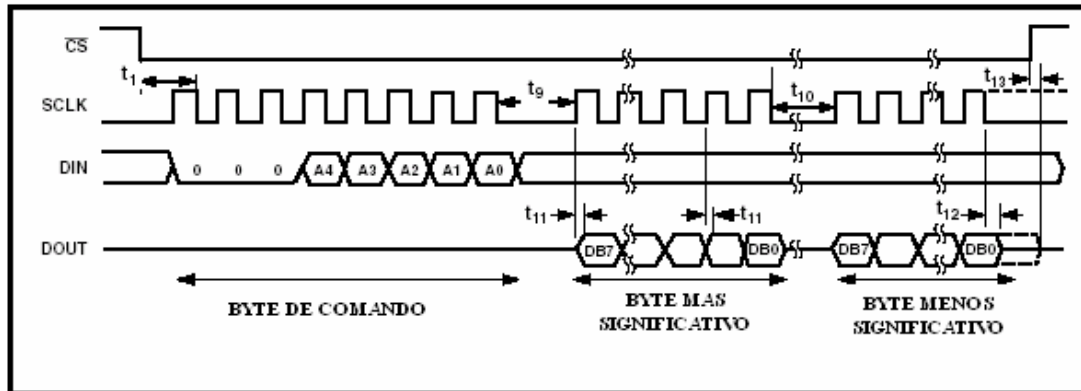 CS
t1
SCLK
t9
t10
t13
DIN
0 0 0 A4 A3 A2 A1 A0
t11
t11
t12
DOUT
DB7 DB0 DB7 DB0
BYTE DE COMANDO
BYTE MAS
SIGNIFICATIVO
BYTE MENOS
SIGNIFICATIVO